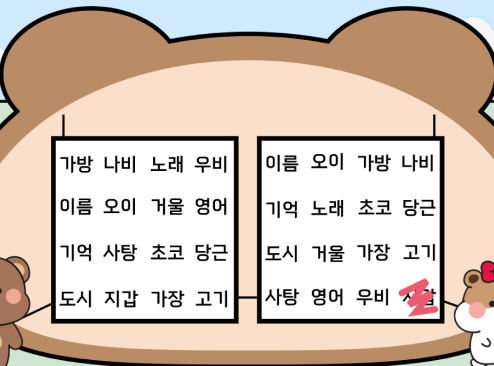 가방 나비 노래 우비
이름 오이 거울 영어
기억 사탕 초코 당근
도시 지갑 가장 고기
이름 오이 가방 나비
기억 노래 초코 당근
도시 거울 가장 고기
사탕 영어 우비